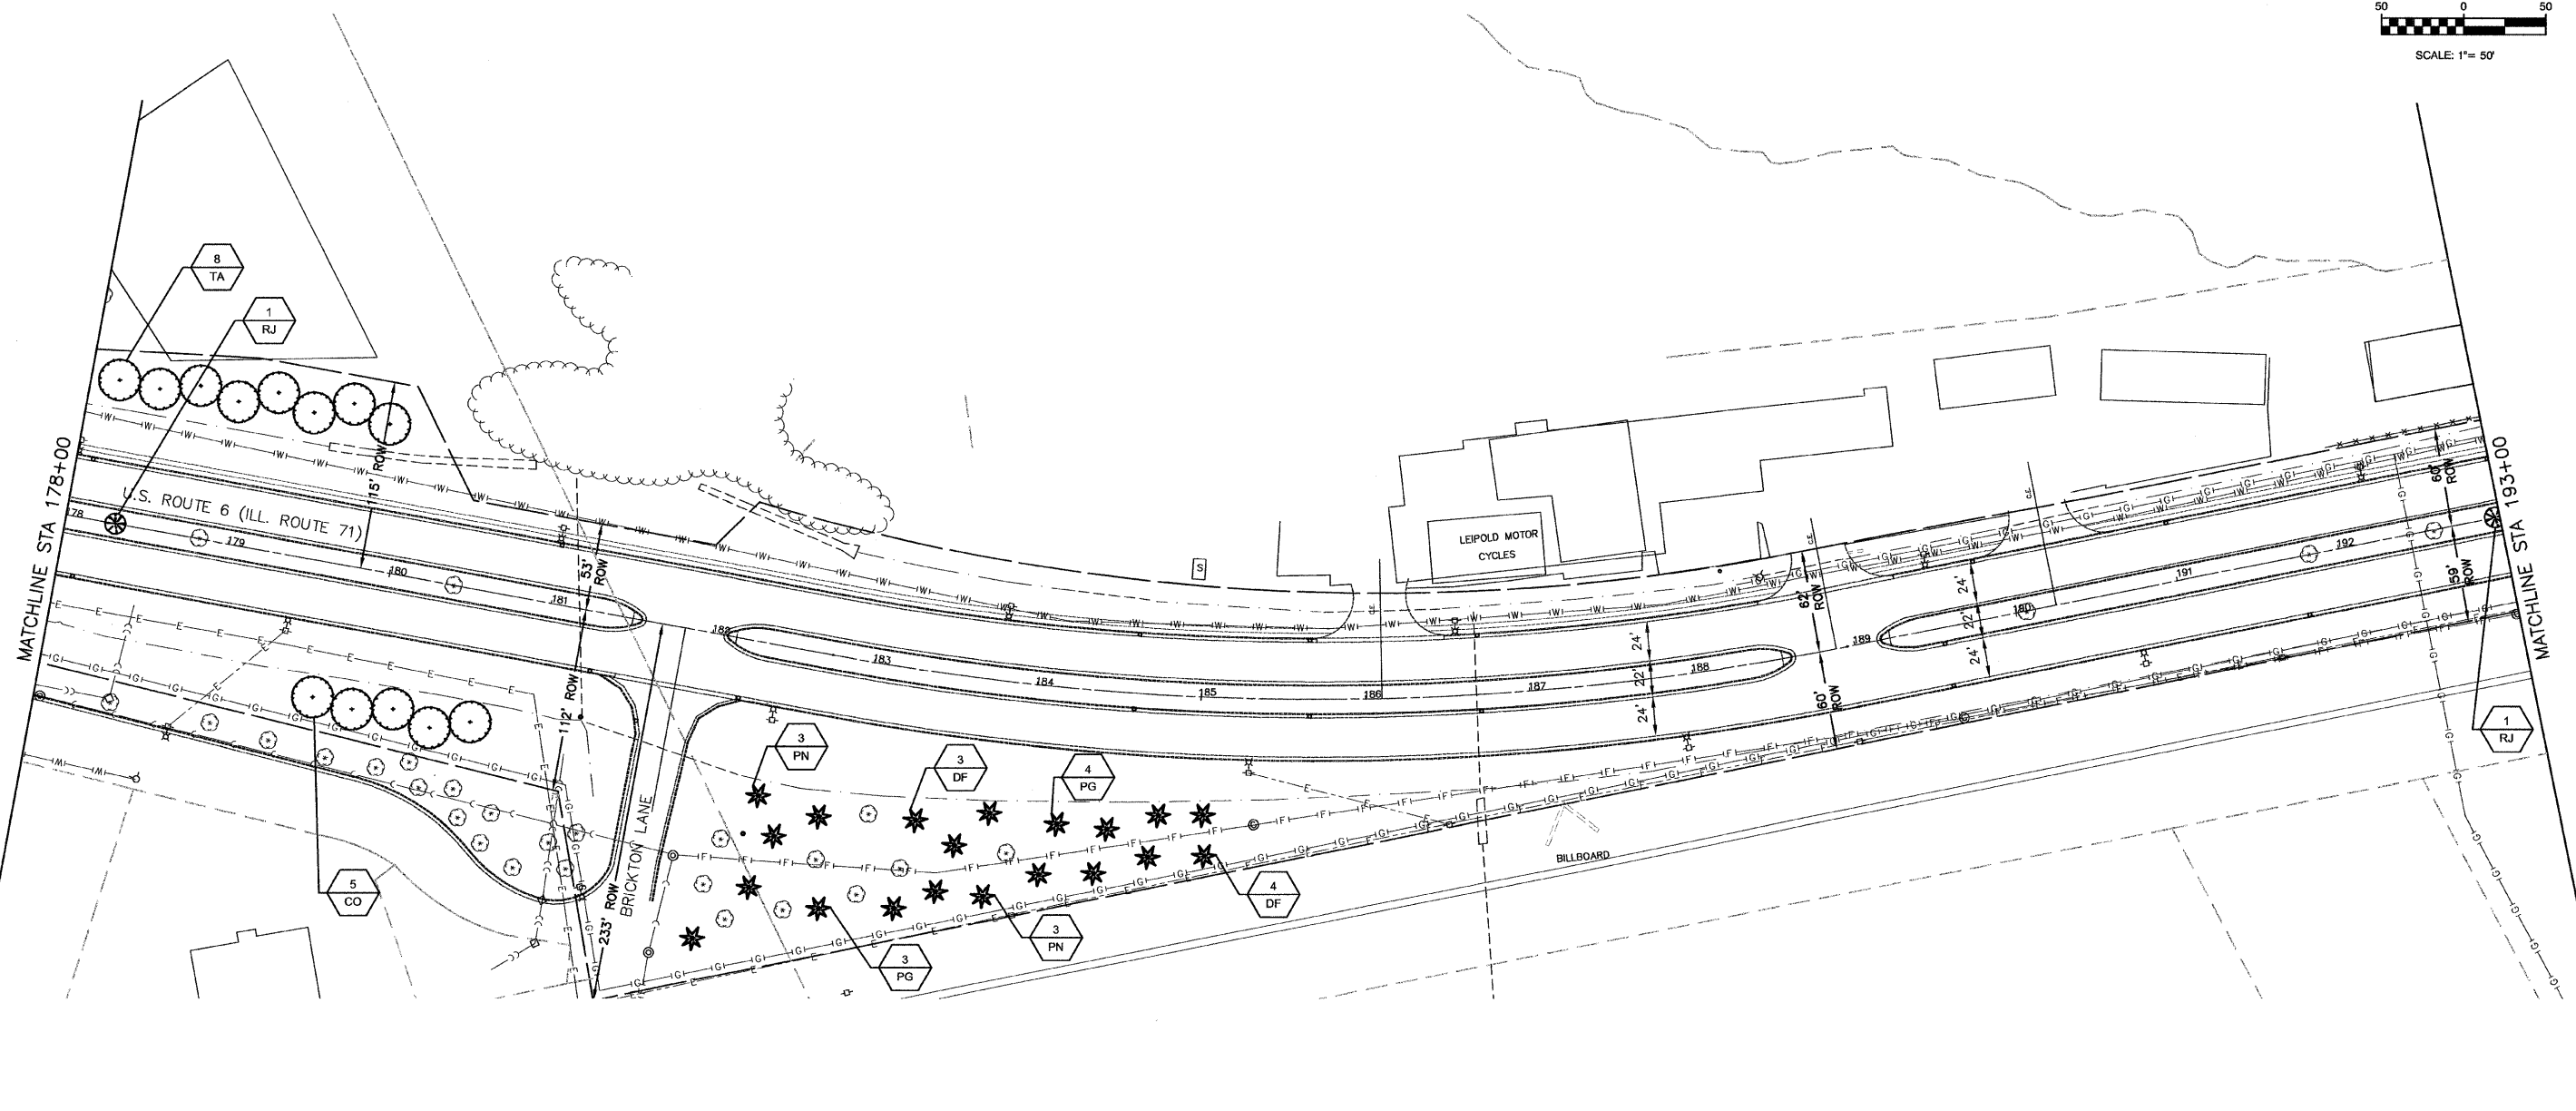 50 0 50
SCALE: 1"= 50'
MATCHLINE STA 178+00
MATCHLINE STA 193+00
8
TA
1
RJ
115' ROW
U.S. ROUTE 6 (ILL. ROUTE 71)
178
179
180
181
182
183
184
185
186
187
188
189
190
191
192
53' ROW
112' ROW
233' ROW
BRICKTON LANE
S
LEIPOLD MOTOR
CYCLES
C.E.
C.E.
C.E.
62' ROW
60' ROW
60' ROW
59' ROW
24'
22'
24'
24'
22'
24'
3
PN
3
DF
4
PG
5
CO
4
DF
3
PN
3
PG
1
RJ
BILLBOARD